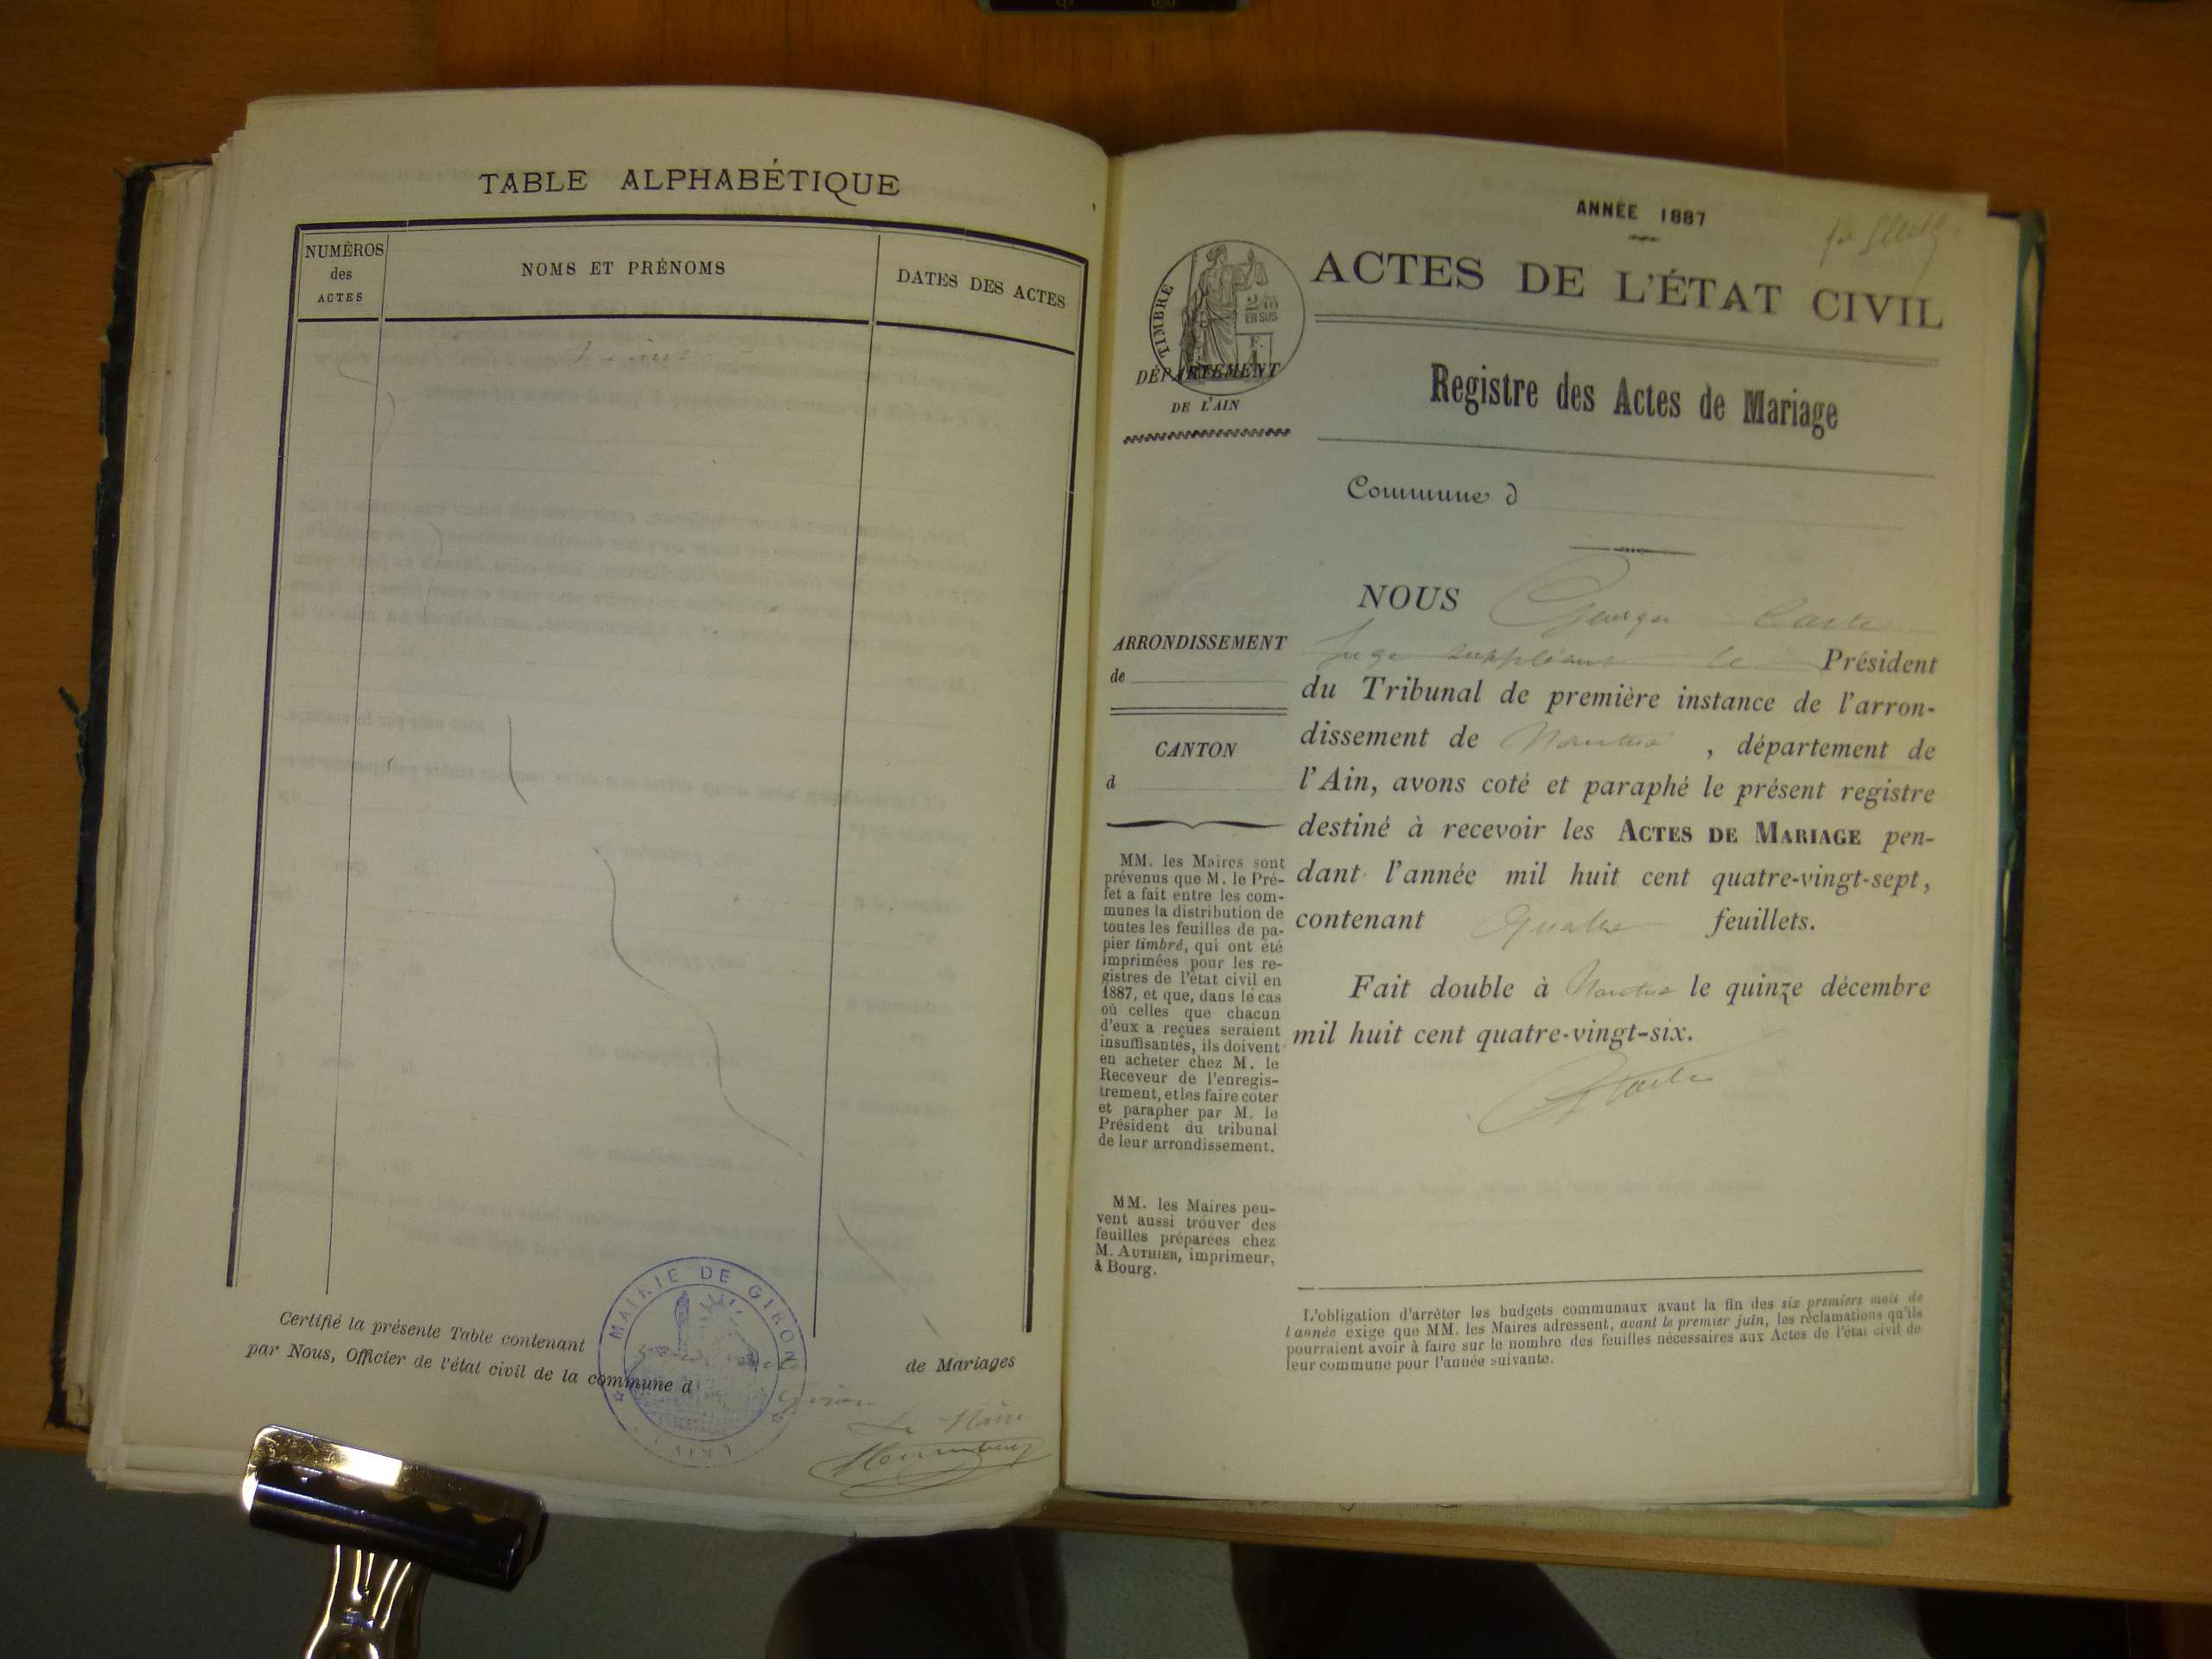 TABLE ALPHABÉTIQUE
NUMÉROS
des
ACTES
NOMS ET PRÉNOMS
DATES DES ACTES
Certifié la présente Table contenant
de Mariages
par Nous, Officier de l'état civil de la commune d
Giron
Le Maire
MAIRIE DE GIRON
(AIN)
ANNÉE 1887
ACTES DE L'ÉTAT CIVIL
TIMBRE
2/10
EN SUS
F.
1
DÉPARTEMENT
DE L'AIN
Registre des Actes de Mariage
Commune d
ARRONDISSEMENT
de
CANTON
d
MM. les Maires sont
prévenus que M. le Pré-
fet a fait entre les com-
munes la distribution de
toutes les feuilles de pa-
pier timbré, qui ont été
imprimées pour les re-
gistres de l'état civil en
1887, et que, dans le cas
où celles que chacun
d'eux a reçues seraient
insuffisantes, ils doivent
en acheter chez M. le
Receveur de l'enregis-
trement, et les faire coter
et parapher par M. le
Président du tribunal
de leur arrondissement.
MM. les Maires peu-
vent aussi trouver des
feuilles préparées chez
M. AUTHIER, imprimeur,
à Bourg.
NOUS Georges
Juge suppléant le Président
du Tribunal de première instance de l'arron-
dissement de Nantua, département de
l'Ain, avons coté et paraphé le présent registre
destiné à recevoir les ACTES DE MARIAGE pen-
dant l'année mil huit cent quatre-vingt-sept,
contenant Quatre feuillets.
Fait double à Nantua le quinze décembre
mil huit cent quatre-vingt-six.
L'obligation d'arrêter les budgets communaux avant la fin des six premiers mois de
l'année exige que MM. les Maires adressent, avant le premier juin, les réclamations qu'ils
pourraient avoir à faire sur le nombre des feuilles nécessaires aux Actes de l'état civil de
leur commune pour l'année suivante.